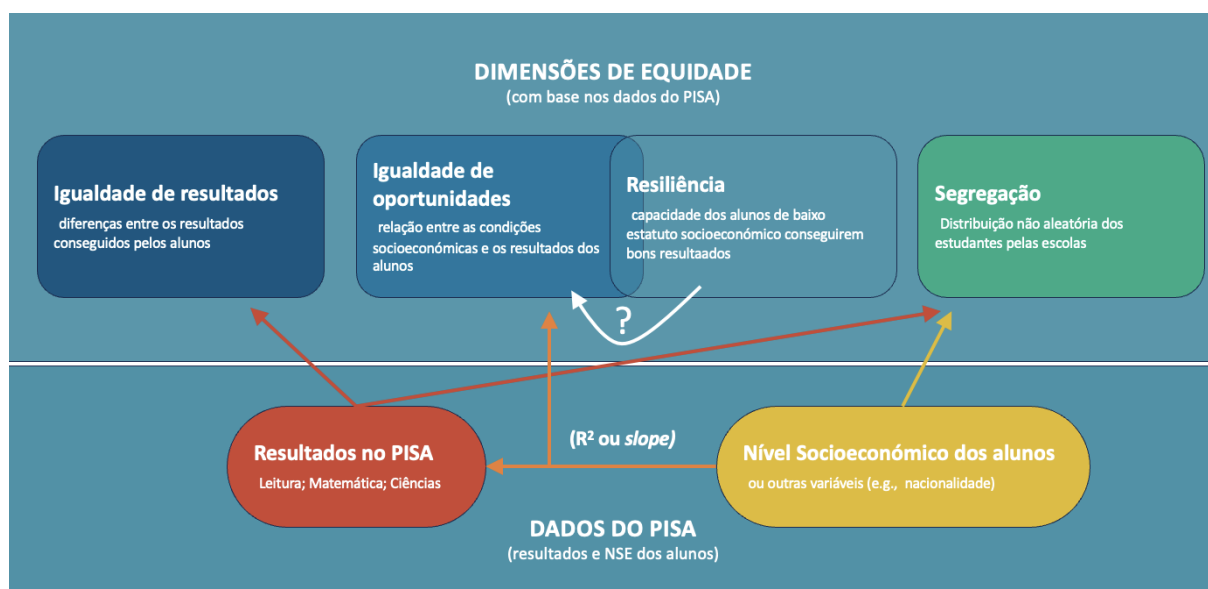 DIMENSÕES DE EQUIDADE
(com base nos dados do PISA)
Igualdade de resultados
diferenças entre os resultados
conseguidos pelos alunos
Igualdade de
oportunidades
relação entre as condições
socioeconómicas e os resultados dos
alunos
Resiliência
capacidade dos alunos de baixo
estatuto socioeconómico conseguirem
bons resultaados
Segregação
Distribuição não aleatória dos
estudantes pelas escolas
?
Resultados no PISA
Leitura; Matemática; Ciências
(R² ou slope)
Nível Socioeconómico dos alunos
ou outras variáveis (e.g., nacionalidade)
DADOS DO PISA
(resultados e NSE dos alunos)